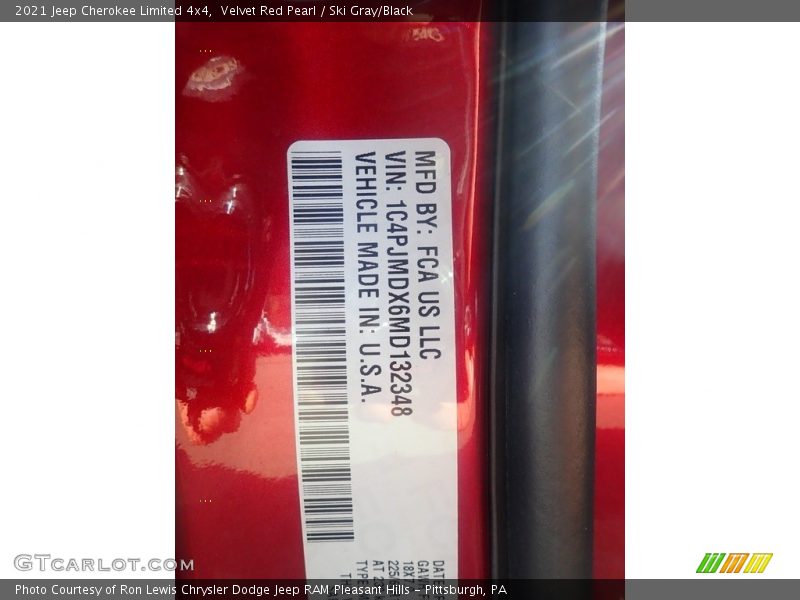 2021 Jeep Cherokee Limited 4x4,  Velvet Red Pearl / Ski Gray/Black
MFD BY: FCA US LLC
VIN: 1C4PJMDX6MD132348
VEHICLE MADE IN: U.S.A.
GTCARLOT.COM
Photo Courtesy of Ron Lewis Chrysler Dodge Jeep RAM Pleasant Hills - Pittsburgh, PA